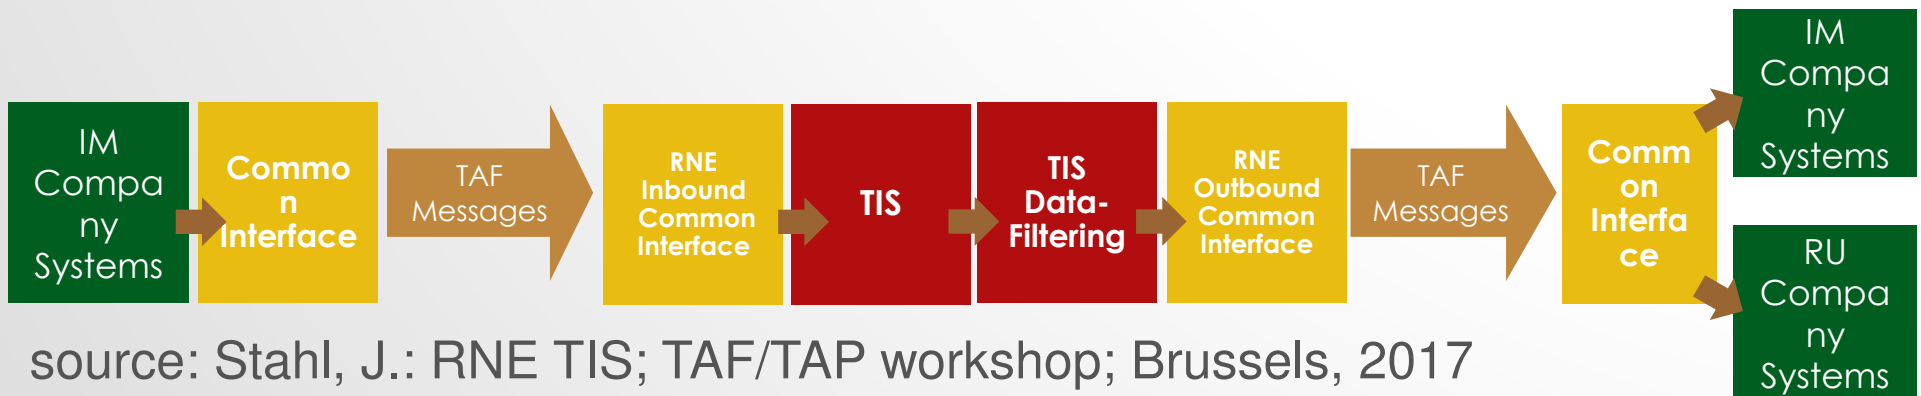 IM
Compa
ny
Systems
Commo
n
Interface
TAF
Messages
RNE
Inbound
Common
Interface
TIS
TIS
Data-
Filtering
RNE
Outbound
Common
Interface
TAF
Messages
Comm
on
Interfa
ce
IM
Compa
ny
Systems
RU
Compa
ny
Systems
source: Stahl, J.: RNE TIS; TAF/TAP workshop; Brussels, 2017